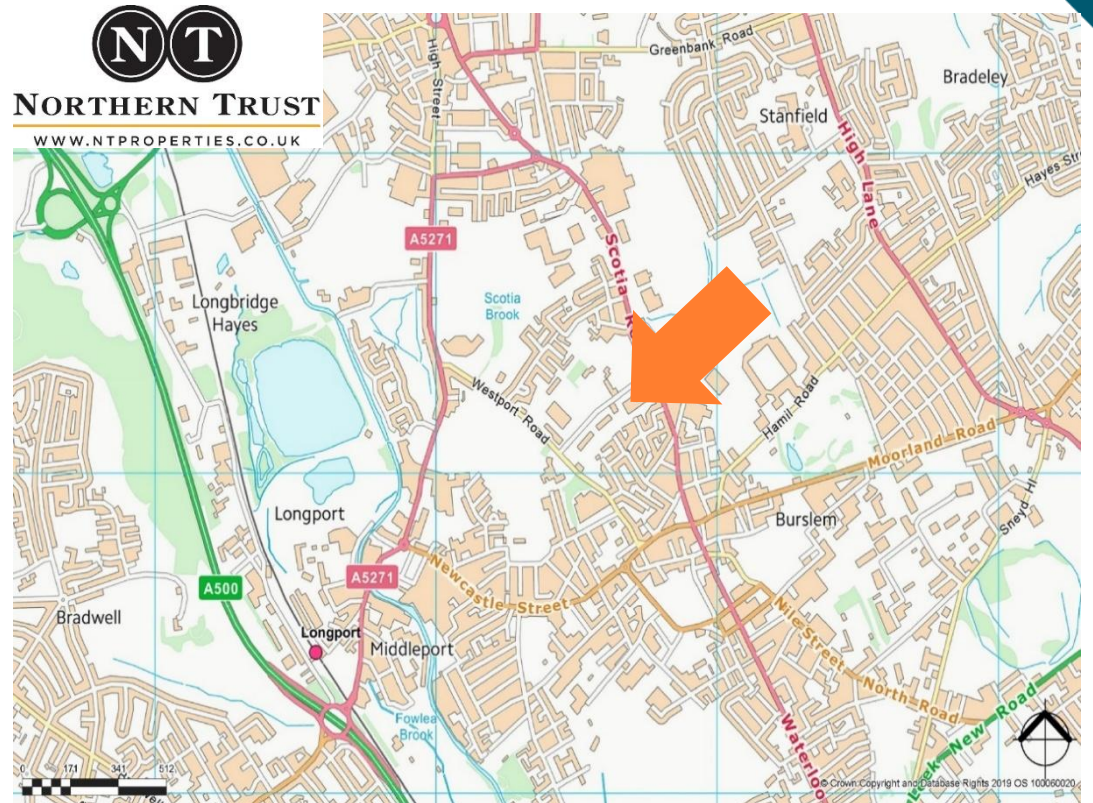 N T
NORTHERN TRUST
WWW.NTPROPERTIES.CO.UK
High Street
Greenbank Road
Bradeley
Stanfield
High Lane
Hayes
A5271
Scotia
Longbridge
Hayes
Scotia
Brook
Westport Road
Hamil Road
Moorland Road
Longport
Burslem
Sneyd Hl
A5271
A500
Newcastle Street
Bradwell
Longport
Middleport
Nile Street
North Road
Fowlea
Brook
Waterloo
Leek New Road
0 171 341 512
© Crown Copyright and Database Rights 2019 OS 100060020